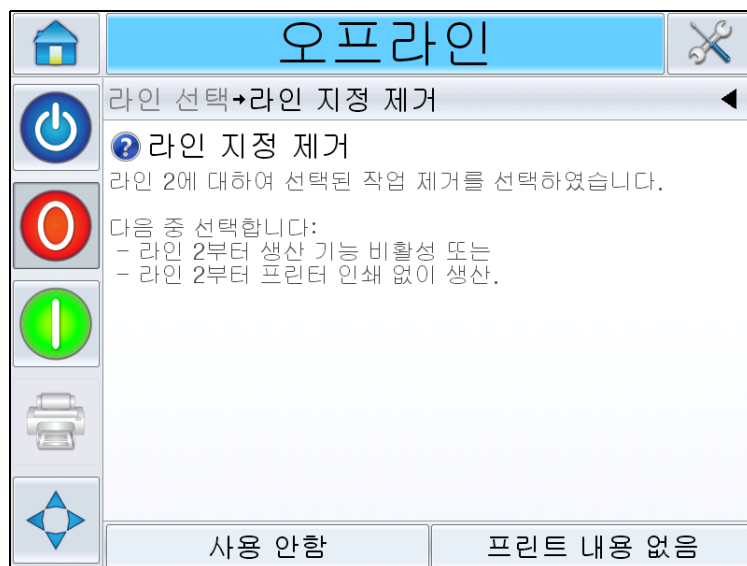 오프라인
라인 선택→라인 지정 제거
라인 지정 제거
라인 2에 대하여 선택된 작업 제거를 선택하였습니다.
다음 중 선택합니다:
- 라인 2부터 생산 기능 비활성 또는
- 라인 2부터 프린터 인쇄 없이 생산.
사용 안함
프린트 내용 없음